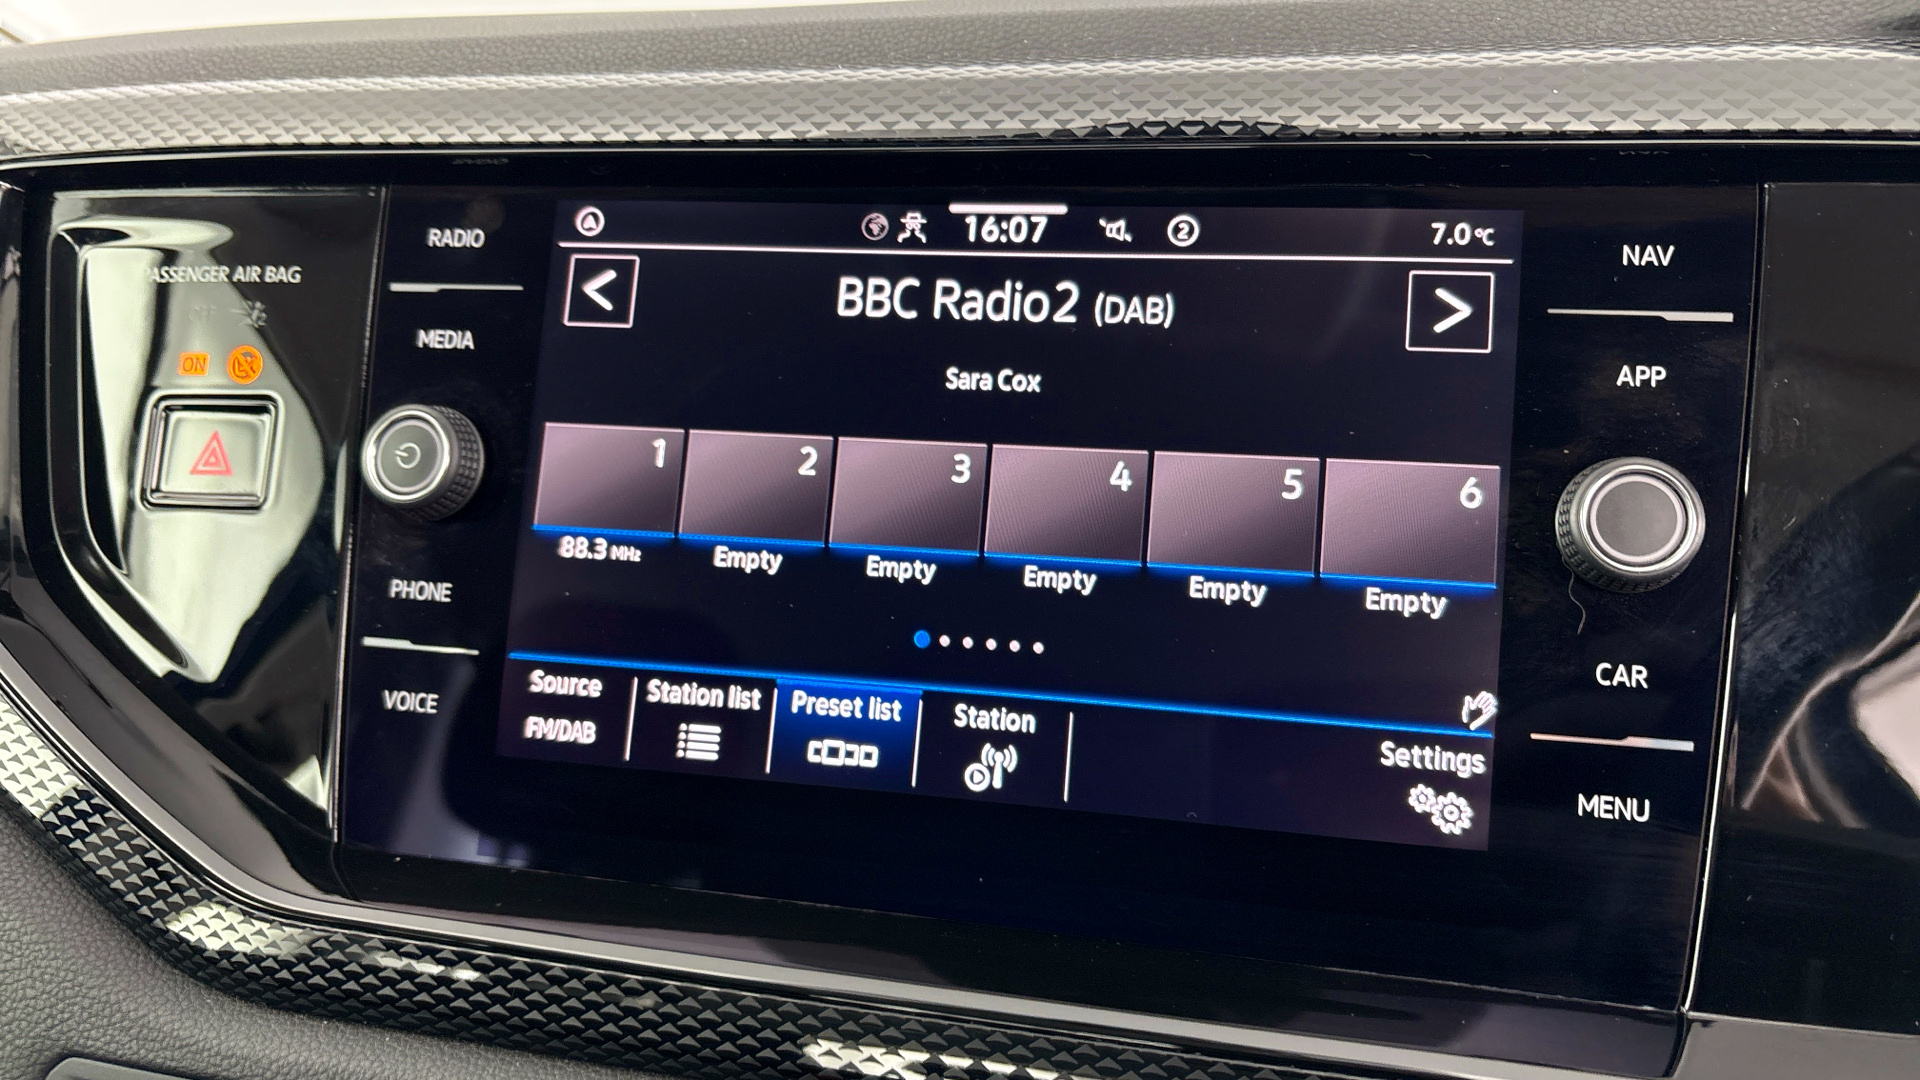 PASSENGER AIR BAG
OFF
ON
RADIO
MEDIA
PHONE
VOICE
16:07
2
7.0°C
<
BBC Radio2 (DAB)
>
Sara Cox
1 2 3 4 5 6
88.3 MHz Empty Empty Empty Empty Empty
Source Station list Preset list Station
FM/DAB
Settings
NAV
APP
CAR
MENU